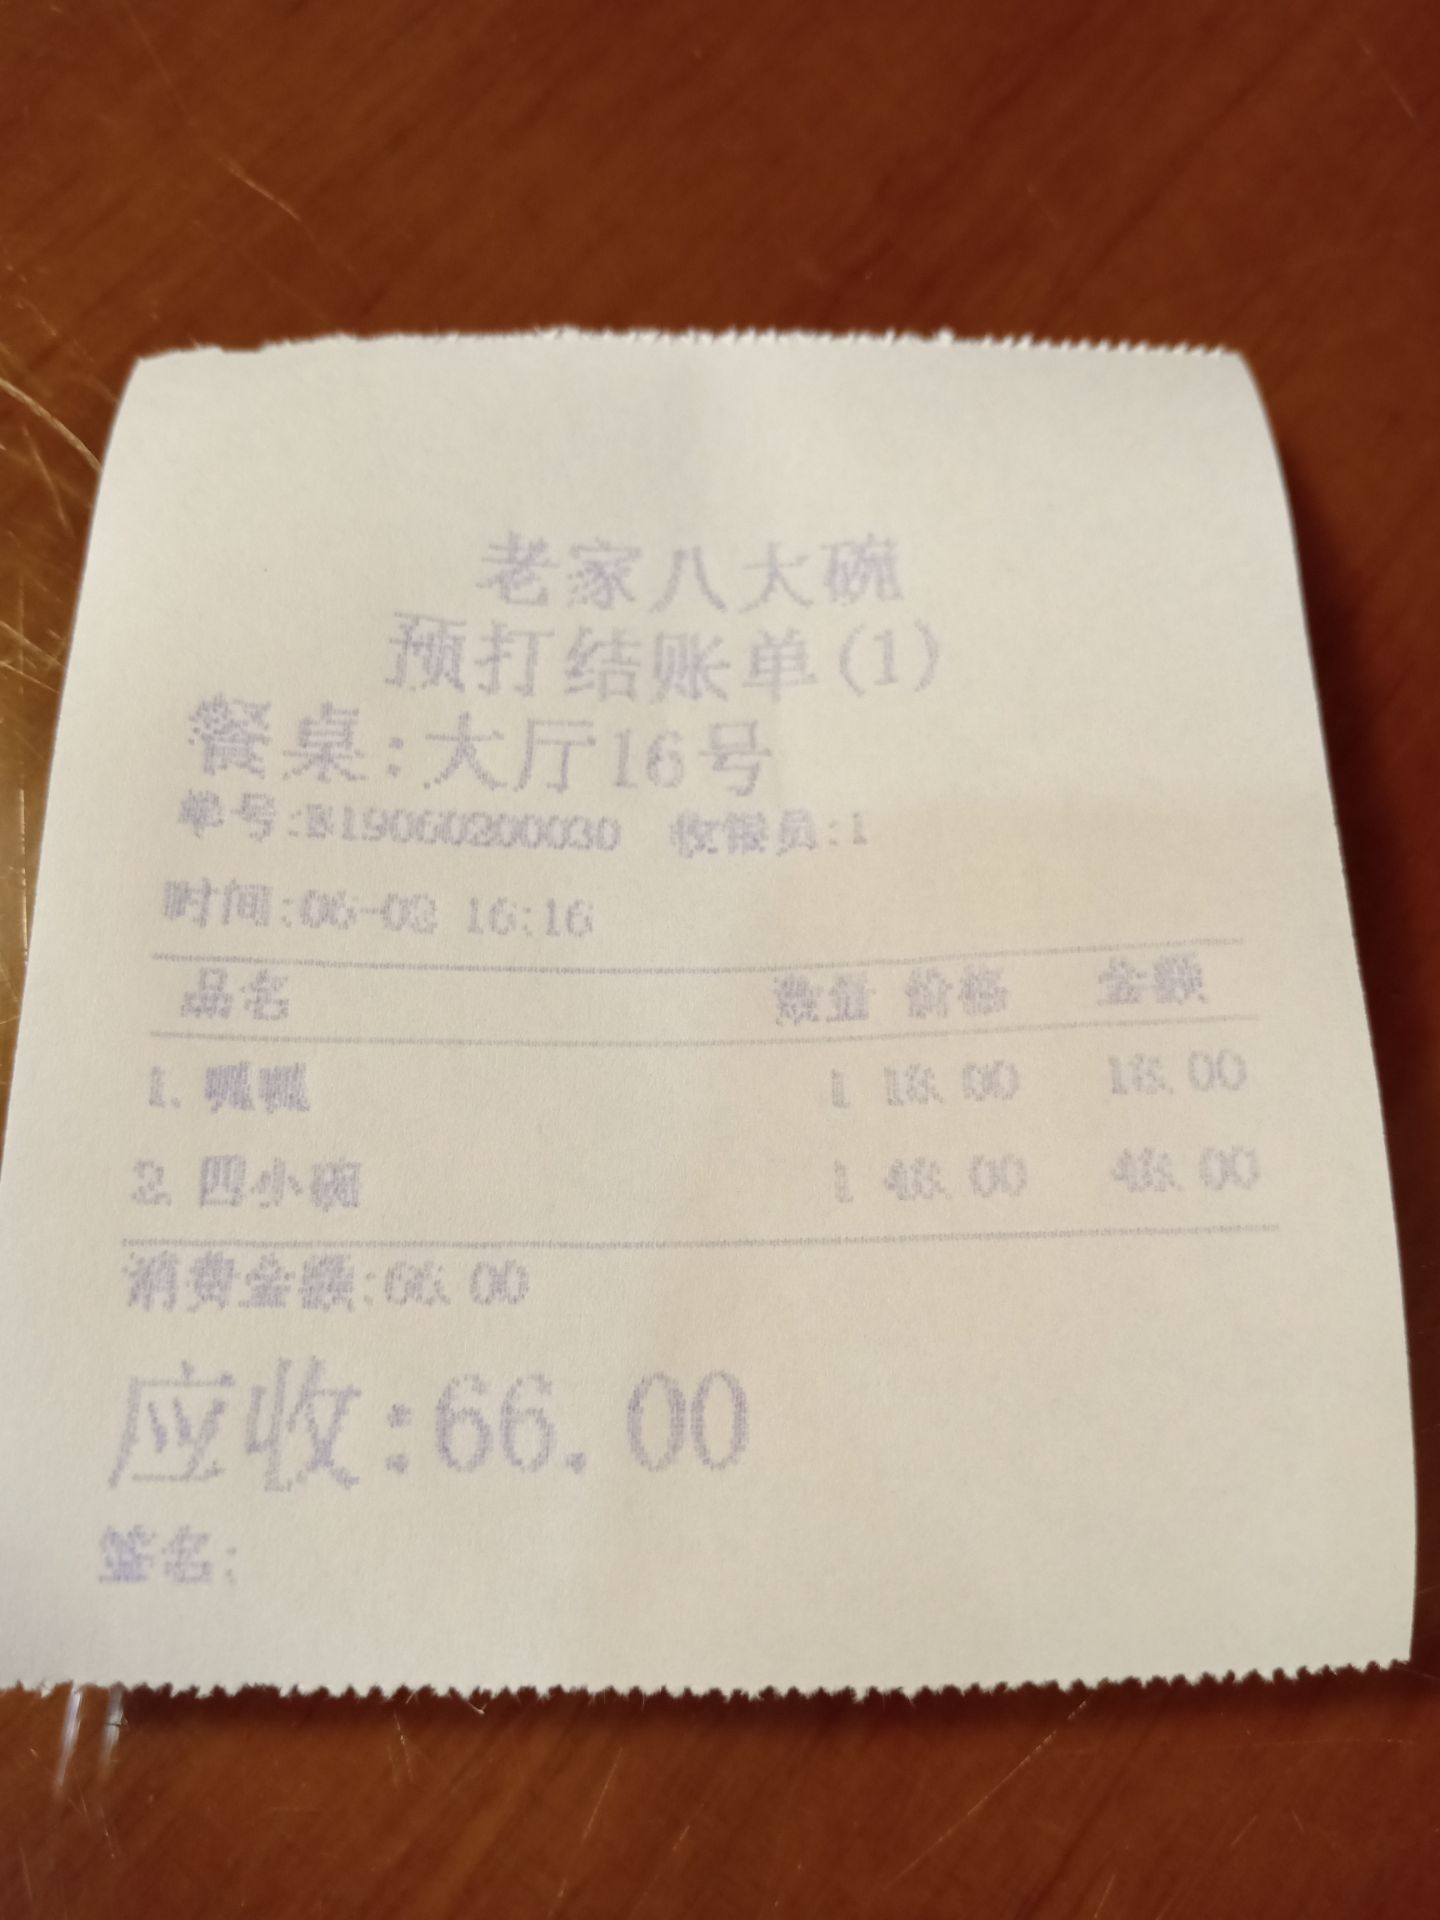 老家八大碗
预打结账单(1)
餐桌:大厅16号
单号:B19060200030 收银员:1
时间:06-02 16:16
品名 数量 价格 金额
1. 1 18.00 18.00
2. 四小碗 1 48.00 48.00
消费金额:66.00
应收:66.00
签名: